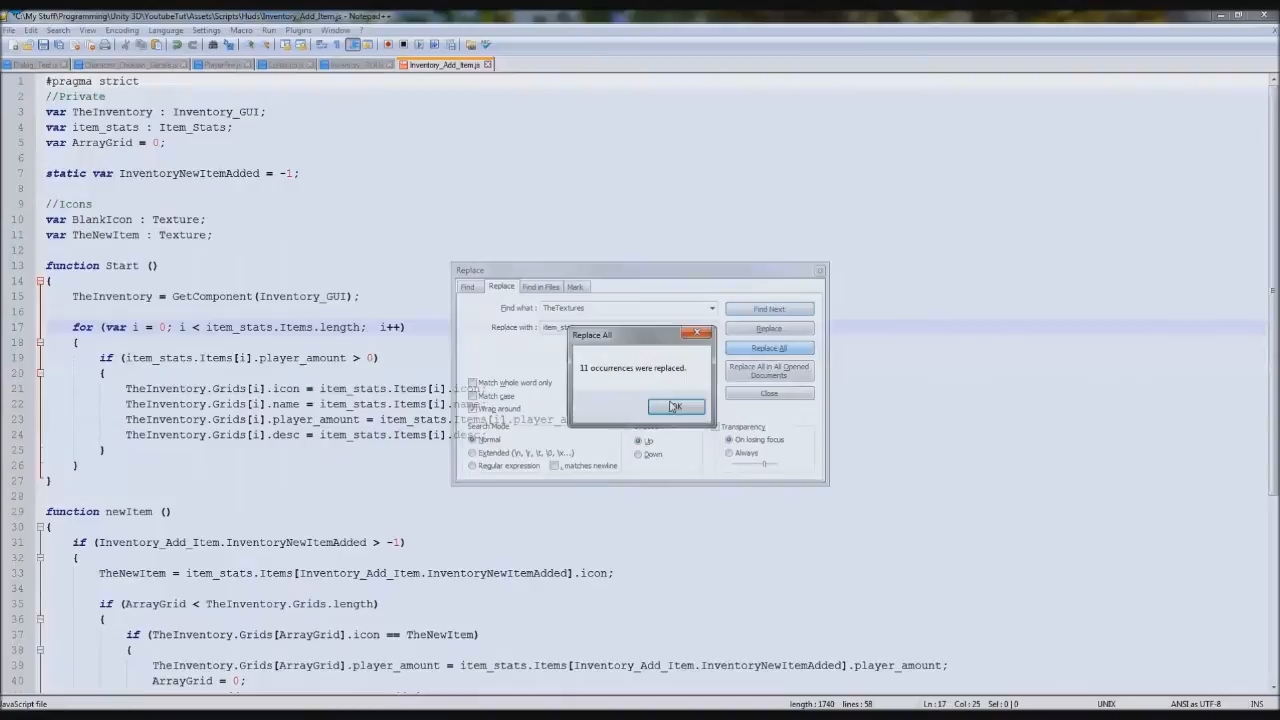 *C:\My Stuff\Programming\Unity 3D\YoutubeTut\Assets\Scripts\Huds\Inventory_Add_Item.js - Notepad++
File Edit Search View Encoding Language Settings Macro Run Plugins Window ?
Inventory_Add_Item.js
1 #pragma strict
2 //Private
3 var TheInventory : Inventory_GUI;
4 var item_stats : Item_Stats;
5 var ArrayGrid = 0;
6
7 static var InventoryNewItemAdded = -1;
8
9 //Icons
10 var BlankIcon : Texture;
11 var TheNewItem : Texture;
12
13 function Start ()
14 {
15 TheInventory = GetComponent(Inventory_GUI);
16
17 for (var i = 0; i < item_stats.Items.length; i++)
18 {
19 if (item_stats.Items[i].player_amount > 0)
20 {
21 TheInventory.Grids[i].icon = item_stats.Items[i].icon;
22 TheInventory.Grids[i].name = item_stats.Items[i].name;
23 TheInventory.Grids[i].player_amount = item_stats.Items[i].player_a
24 TheInventory.Grids[i].desc = item_stats.Items[i].desc;
25 }
26 }
27 }
28
29 function newItem ()
30 {
31 if (Inventory_Add_Item.InventoryNewItemAdded > -1)
32 {
33 TheNewItem = item_stats.Items[Inventory_Add_Item.InventoryNewItemAdded].icon;
34
35 if (ArrayGrid < TheInventory.Grids.length)
36 {
37 if (TheInventory.Grids[ArrayGrid].icon == TheNewItem)
38 {
39 TheInventory.Grids[ArrayGrid].player_amount = item_stats.Items[Inventory_Add_Item.InventoryNewItemAdded].player_amount;
40 ArrayGrid = 0;
Replace
Find Replace Find in Files Mark
Find what : TheTextures
Replace with : item_st
Find Next
Replace
Replace All
Replace All in All Opened Documents
Close
Match whole word only
Match case
Wrap around
Search Mode
Normal
Extended (\n, \r, \t, \0, \x...)
Regular expression . matches newline
Up
Down
Transparency
On losing focus
Always
Replace All
11 occurrences were replaced.
OK
JavaScript file length : 1740 lines : 58 Ln : 17 Col : 25 Sel : 0 | 0 UNIX ANSI as UTF-8 INS